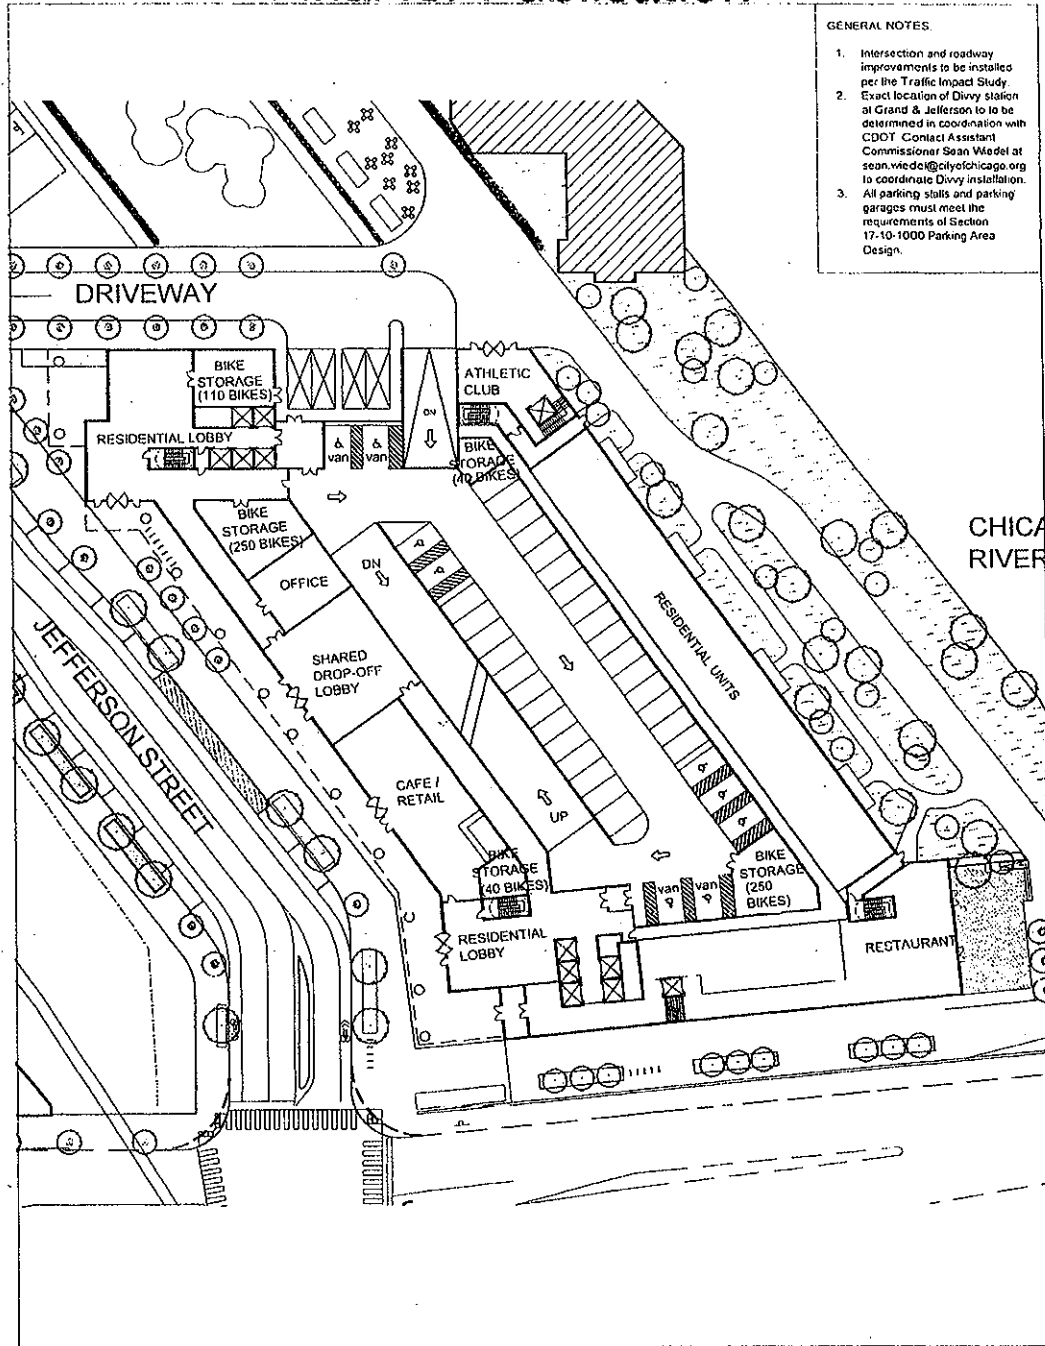 GENERAL NOTES.
1. Intersection and roadway
improvements to be installed
per the Traffic Impact Study.
2. Exact location of Divvy station
at Grand & Jefferson to to be
determined in coordination with
CDOT. Contact Assistant
Commissioner Sean Wiedel at
sean.wiedel@cityofchicago.org
to coordinate Divvy installation.
3. All parking stalls and parking
garages must meet the
requirements of Section
17-10-1000 Parking Area
Design.
DRIVEWAY
BIKE
STORAGE
(110 BIKES)
ATHLETIC
CLUB
DN
RESIDENTIAL LOBBY
van
van
BIKE
STORAGE
(40 BIKES)
BIKE
STORAGE
(250 BIKES)
CHICA
RIVER
OFFICE
DN
RESIDENTIAL UNITS
SHARED
DROP-OFF
LOBBY
JEFFERSON STREET
CAFE /
RETAIL
UP
BIKE
STORAGE
(40 BIKES)
van
van
BIKE
STORAGE
(250
BIKES)
RESIDENTIAL
LOBBY
RESTAURANT